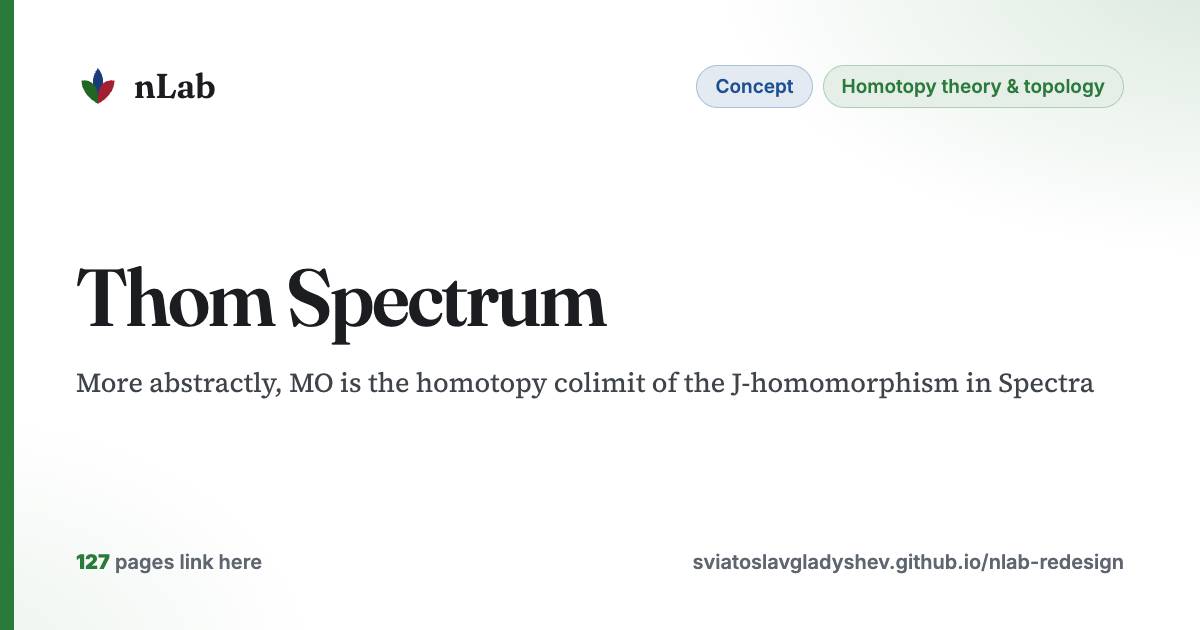 nLab
Concept
Homotopy theory & topology
Thom Spectrum
More abstractly, MO is the homotopy colimit of the J-homomorphism in Spectra
127 pages link here
sviatoslavgladyshev.github.io/nlab-redesign